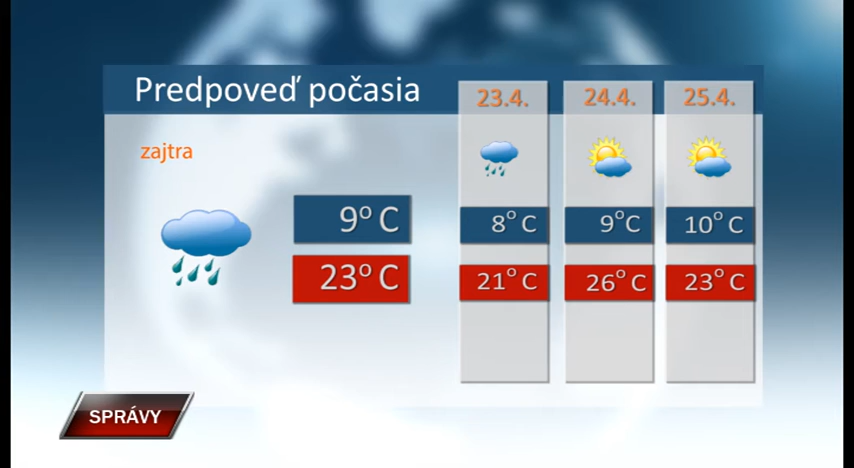 Predpoveď počasia
zajtra
9° C
23° C
23.4. 24.4. 25.4.
8° C 9°C 10° C
21° C 26° C 23° C
SPRÁVY